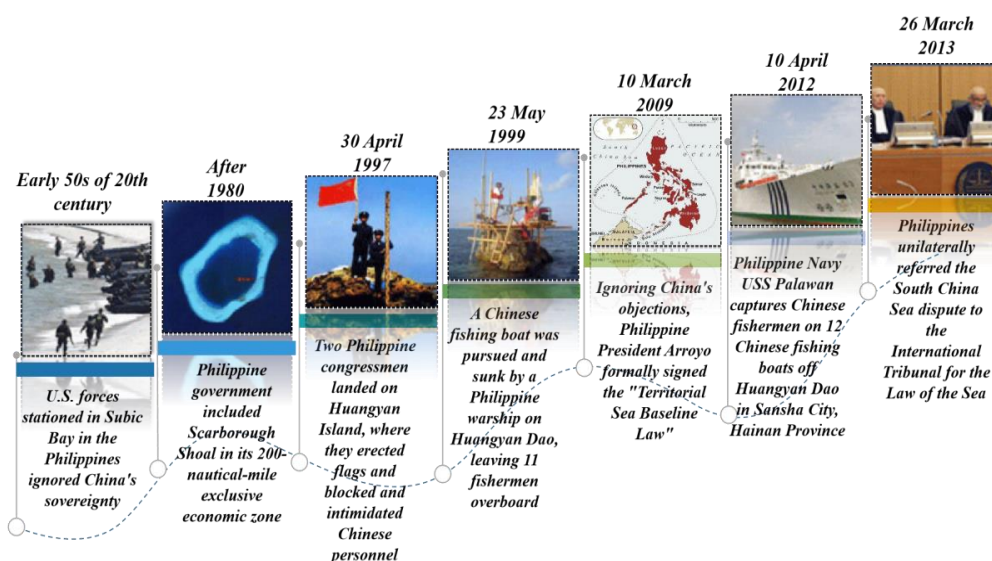 Early 50s of 20th
century
U.S. forces
stationed in Subic
Bay in the
Philippines
ignored China's
sovereignty
After
1980
Philippine
government
included
Scarborough
Shoal in its 200-
nautical-mile
exclusive
economic zone
30 April
1997
Two Philippine
congressmen
landed on
Huangyan
Island, where
they erected
flags and
blocked and
intimidated
Chinese
personnel
23 May
1999
A Chinese
fishing boat was
pursued and
sunk by a
Philippine
warship on
Huangyan Dao,
leaving 11
fishermen
overboard
10 March
2009
PHILIPPINES
Ignoring China's
objections,
Philippine
President Arroyo
formally signed
the "Territorial
Sea Baseline
Law"
10 April
2012
Philippine Navy
USS Palawan
captures Chinese
fishermen on 12
Chinese fishing
boats off
Huangyan Dao
in Sansha City,
Hainan Province
26 March
2013
Philippines
unilaterally
referred the
South China
Sea dispute to
the
International
Tribunal for the
Law of the Sea